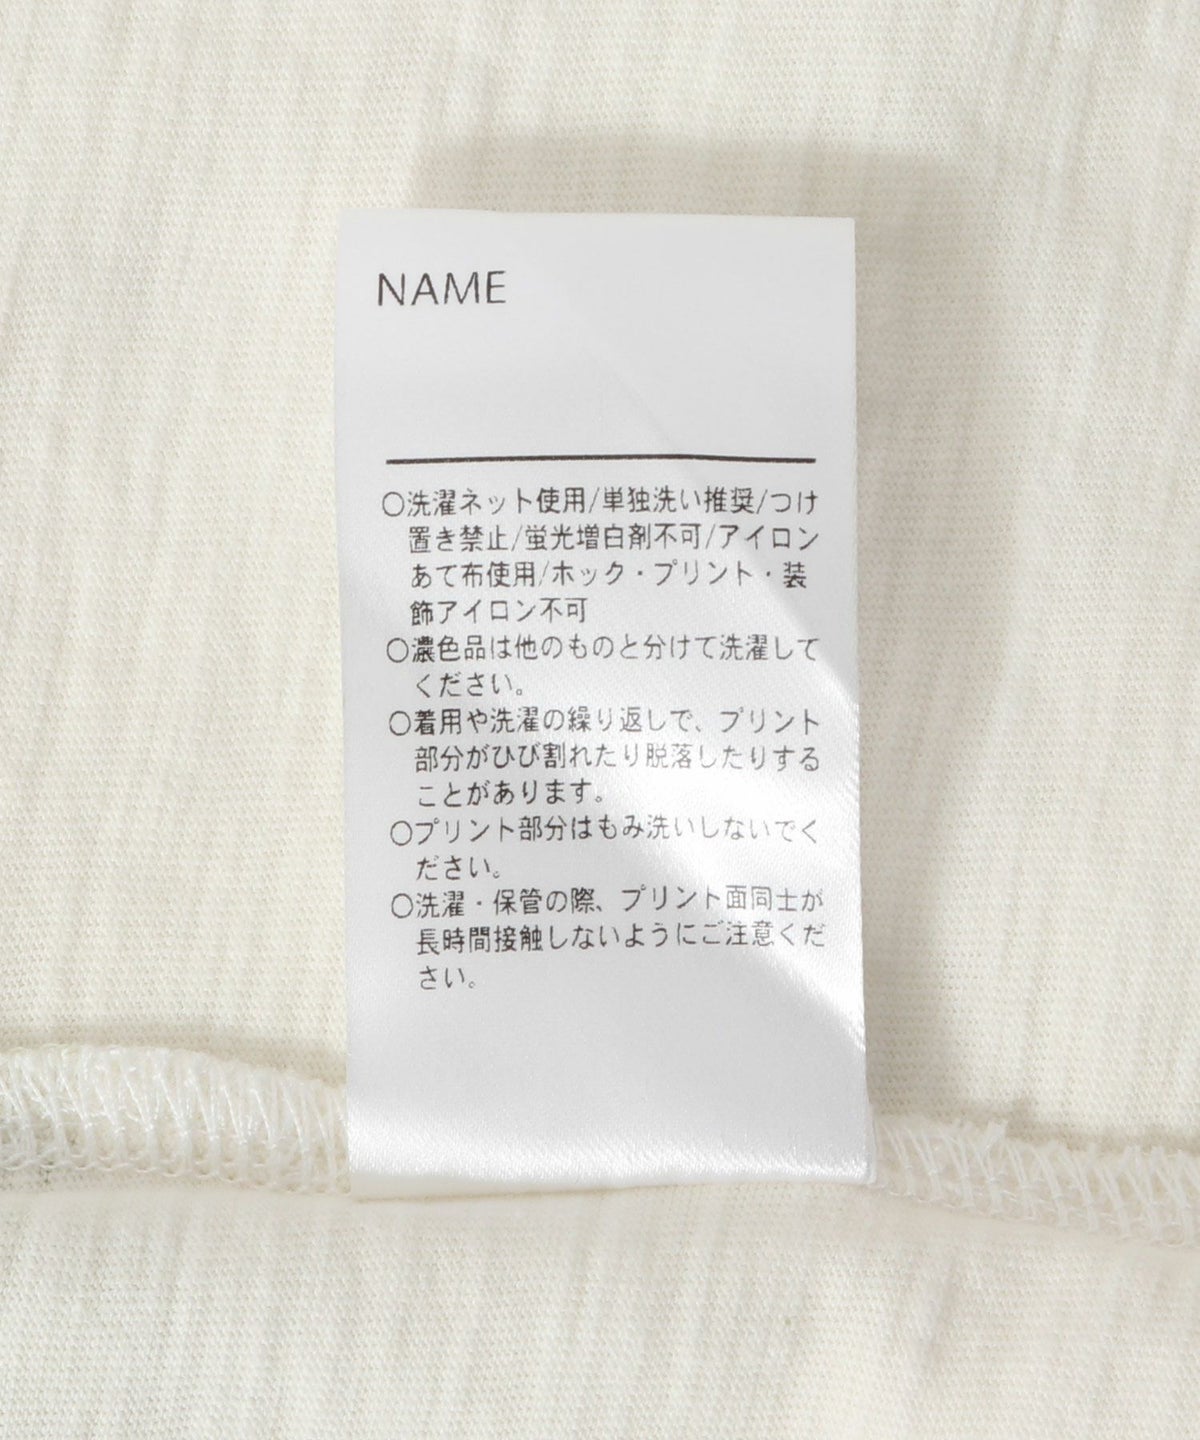 NAME
○洗濯ネット使用/単独洗い推奨/つけ
置き禁止/蛍光増白剤不可/アイロン
あて布使用/ホック・プリント・装
飾アイロン不可
○濃色品は他のものと分けて洗濯して
ください。
○着用や洗濯の繰り返しで、プリント
部分がひび割れたり脱落したりする
ことがあります。
○プリント部分はもみ洗いしないでく
ださい。
○洗濯・保管の際、プリント面同士が
長時間接触しないようにご注意くだ
さい。